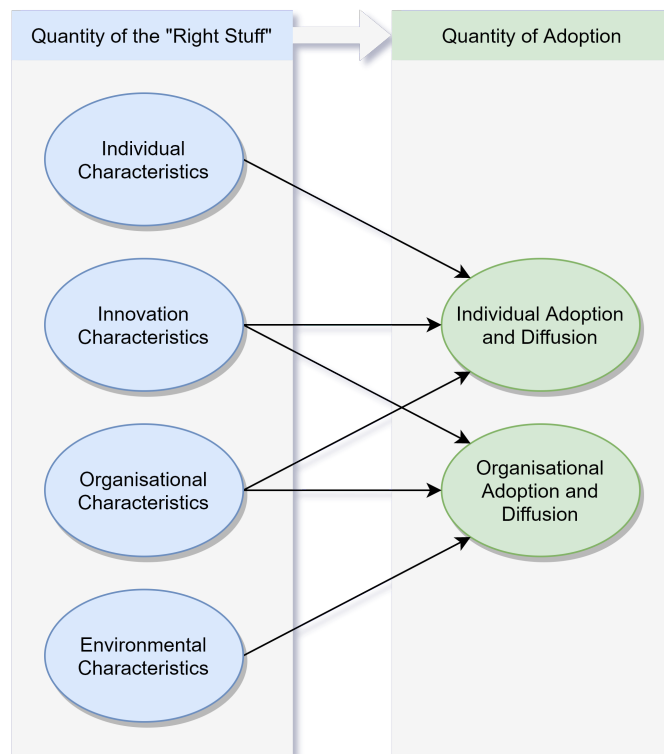 Quantity of the "Right Stuff"
Quantity of Adoption
Individual
Characteristics
Innovation
Characteristics
Individual Adoption
and Diffusion
Organisational
Characteristics
Organisational
Adoption and
Diffusion
Environmental
Characteristics